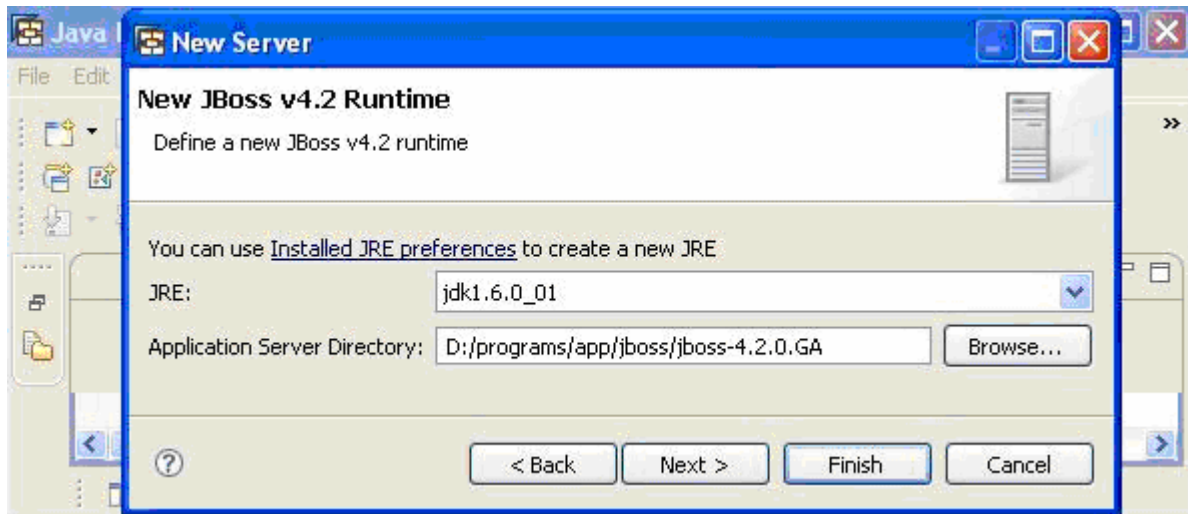 Java
New Server
File Edit
New JBoss v4.2 Runtime
Define a new JBoss v4.2 runtime
»
You can use Installed JRE preferences to create a new JRE
JRE: jdk1.6.0_01
Application Server Directory: D:/programs/app/jboss/jboss-4.2.0.GA Browse...
? < Back Next > Finish Cancel